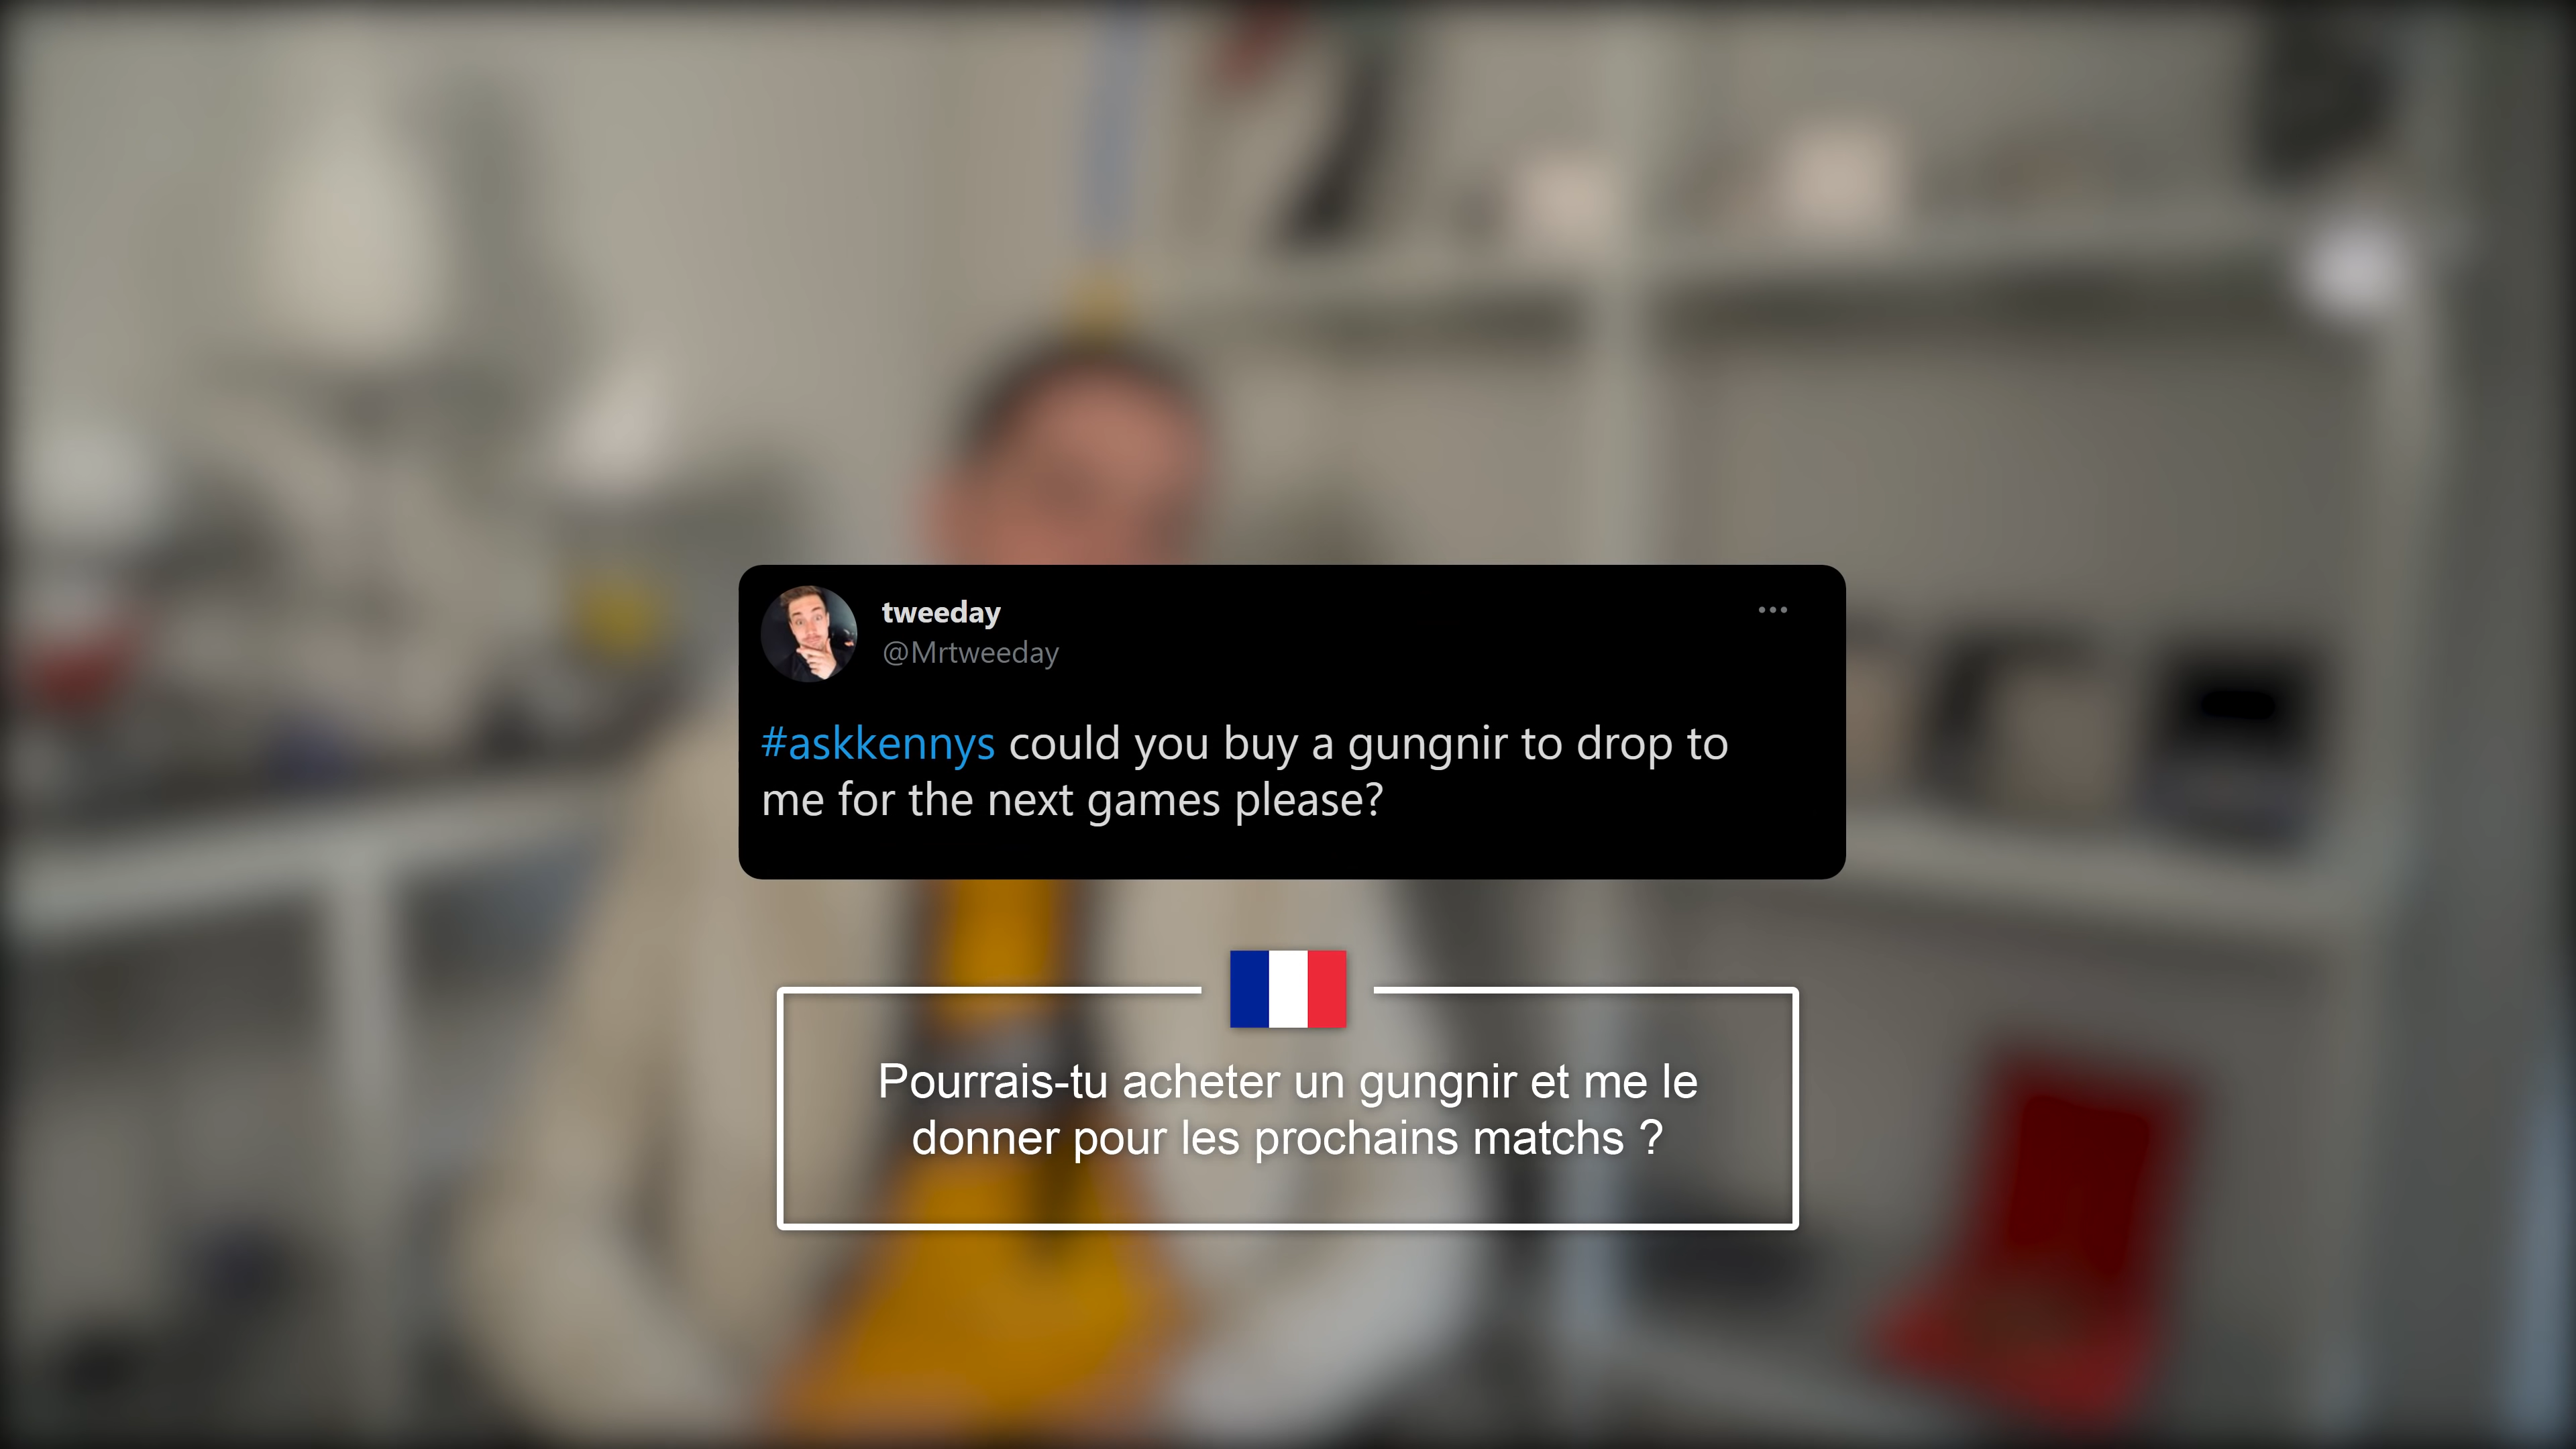 tweeday
@Mrtweeday
#askkennys could you buy a gungnir to drop to
me for the next games please?
Pourrais-tu acheter un gungnir et me le
donner pour les prochains matchs ?